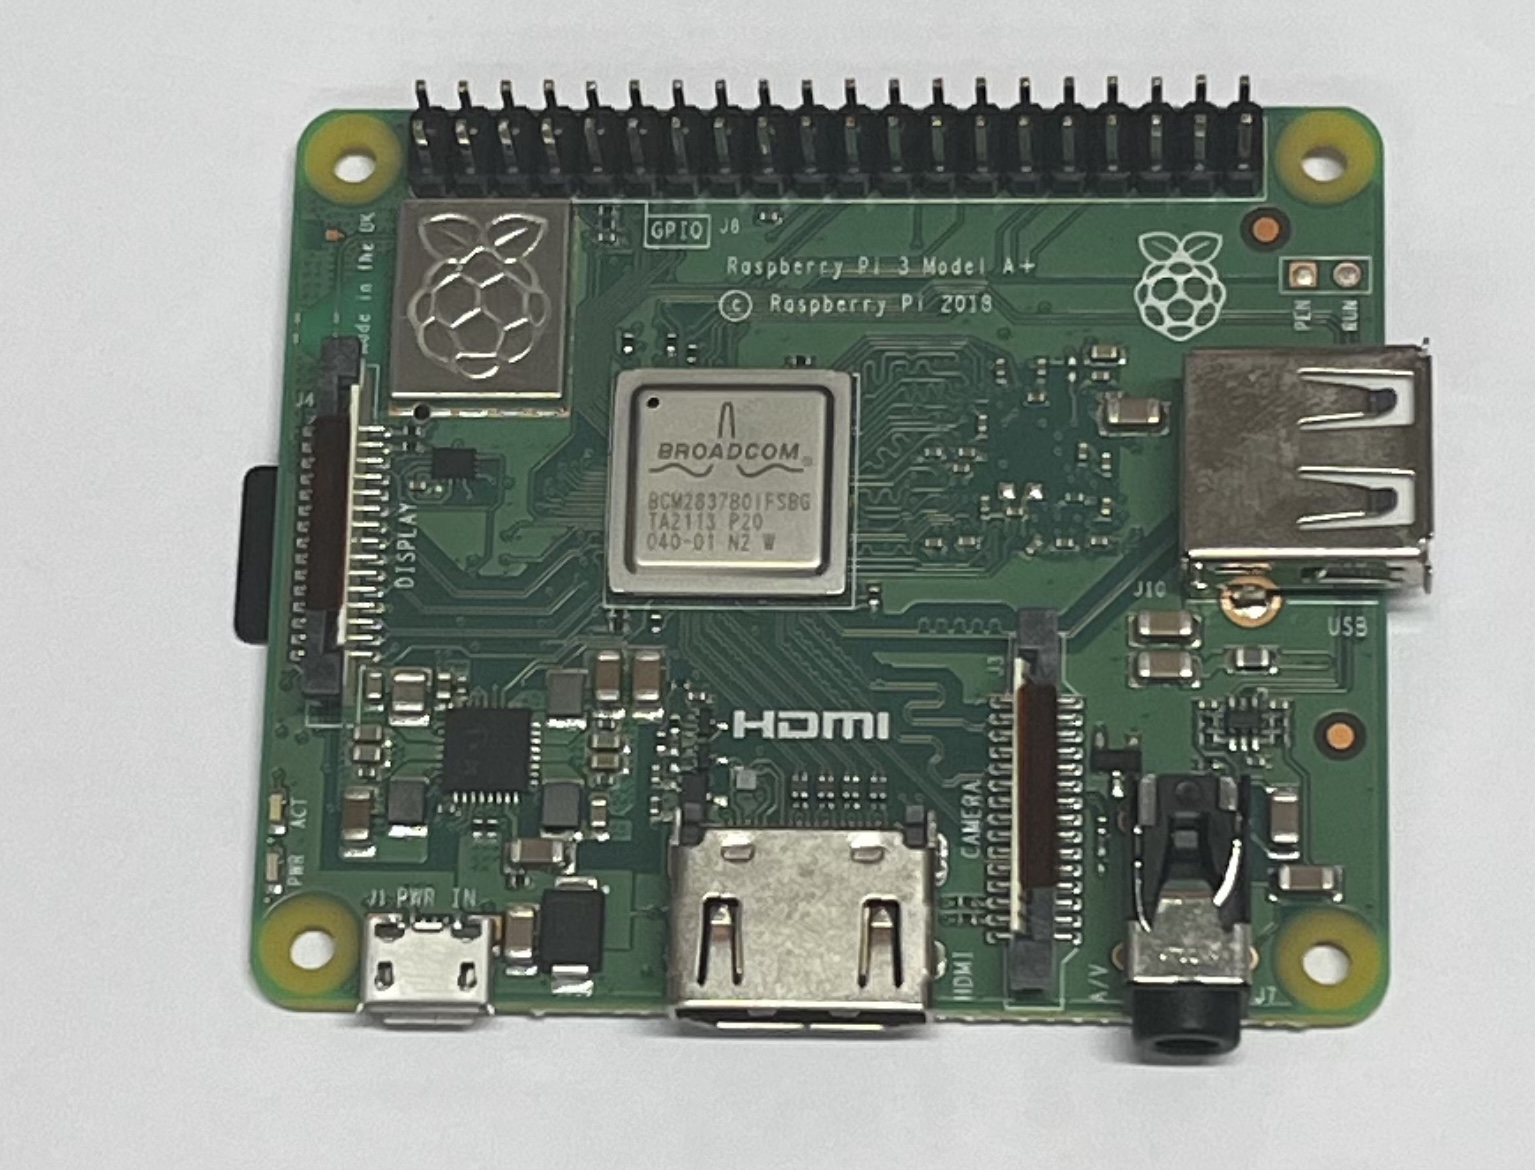 GPIO
J8
Made in the UK
Raspberry Pi 3 Model A+
© Raspberry Pi 2018
PEN
RUN
J4
BROADCOM®
BCM2837B0IFSBG
TA2113 P20
040-01 N2 W
DISPLAY
J10
USB
J3
HDMI
CAMERA
ACT
PWR
J1 PWR IN
HDMI
A/V
J7